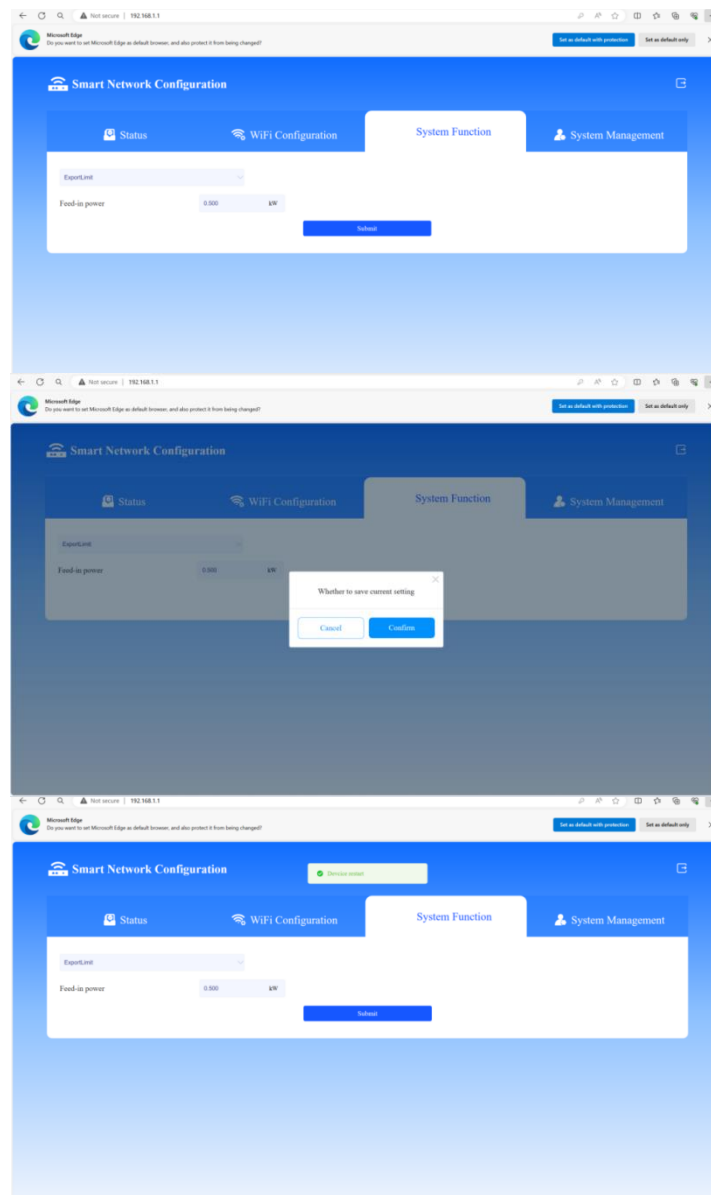 Not secure | 192.168.1.1
Microsoft Edge
Do you want to set Microsoft Edge as default browser, and also protect it from being changed?
Set as default with protection
Set as default only
Smart Network Configuration
Status
WiFi Configuration
System Function
System Management
ExportLimit
Feed-in power
0.500
kW
Submit
Not secure | 192.168.1.1
Microsoft Edge
Do you want to set Microsoft Edge as default browser, and also protect it from being changed?
Set as default with protection
Set as default only
Smart Network Configuration
Status
WiFi Configuration
System Function
System Management
ExportLimit
Feed-in power
kW
Whether to save current setting
Cancel
Confirm
Not secure | 192.168.1.1
Microsoft Edge
Do you want to set Microsoft Edge as default browser, and also protect it from being changed?
Set as default with protection
Set as default only
Smart Network Configuration
Status
WiFi Configuration
System Function
System Management
ExportLimit
Feed-in power
0.500
kW
Submit